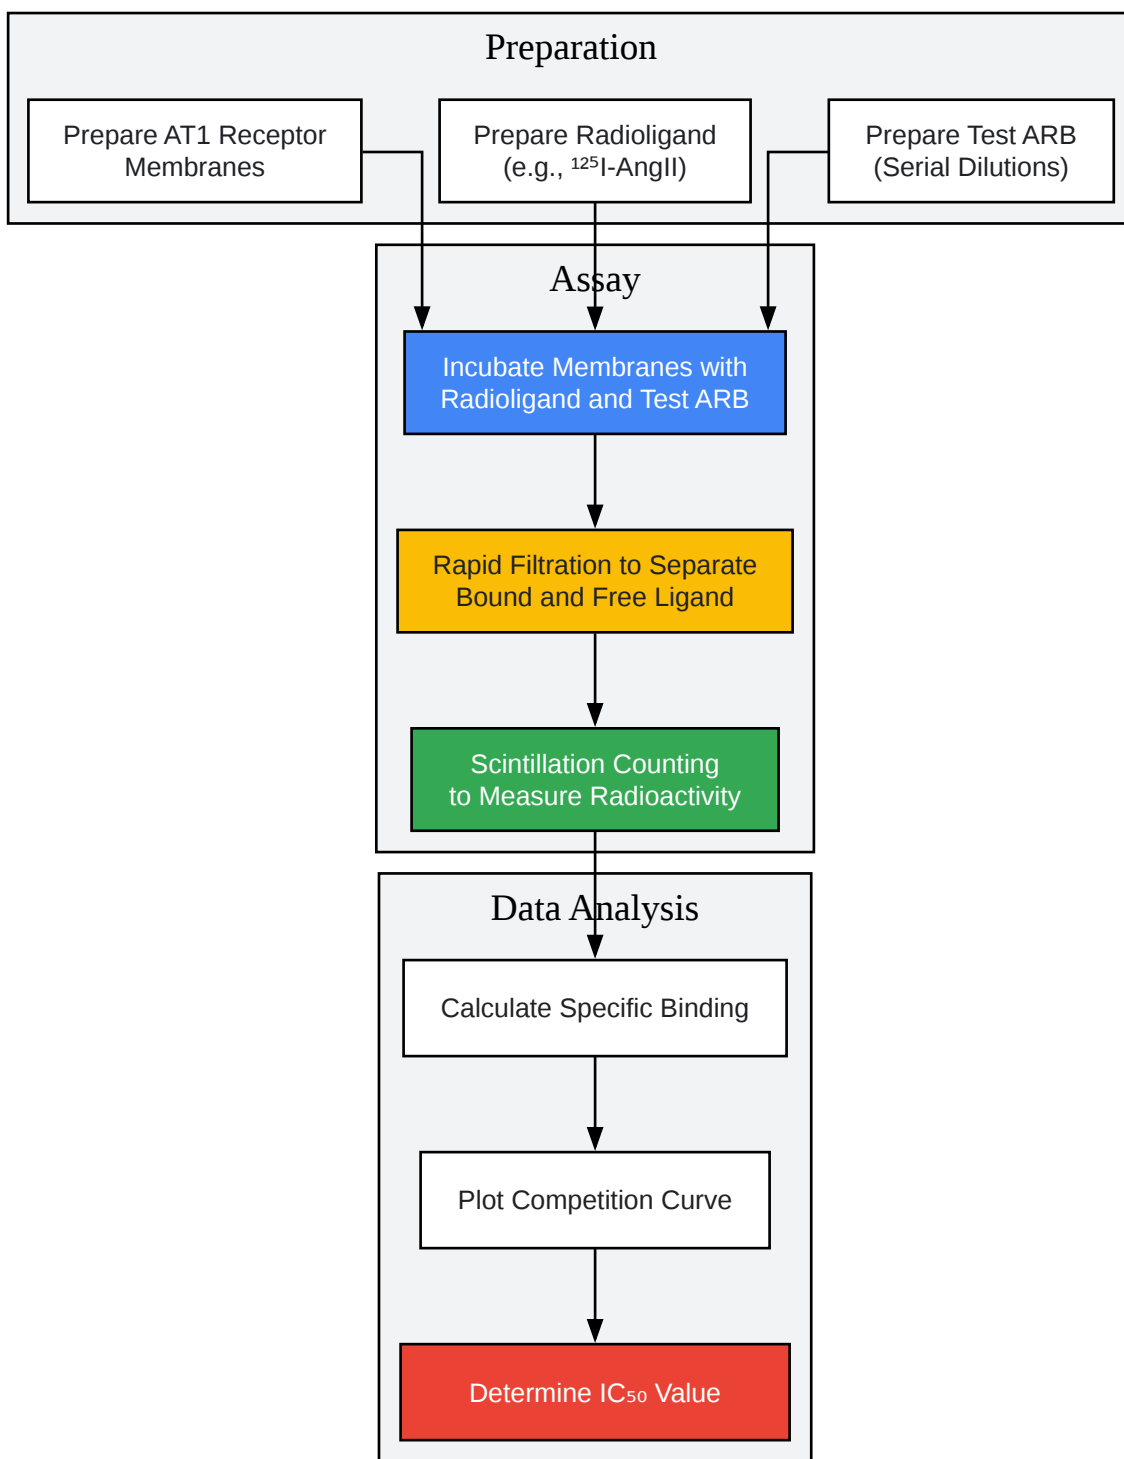 Preparation
Prepare AT1 Receptor
Membranes
Prepare Radioligand
(e.g., ¹²⁵I-AngII)
Prepare Test ARB
(Serial Dilutions)
Assay
Incubate Membranes with
Radioligand and Test ARB
Rapid Filtration to Separate
Bound and Free Ligand
Scintillation Counting
to Measure Radioactivity
Data Analysis
Calculate Specific Binding
Plot Competition Curve
Determine IC₅₀ Value